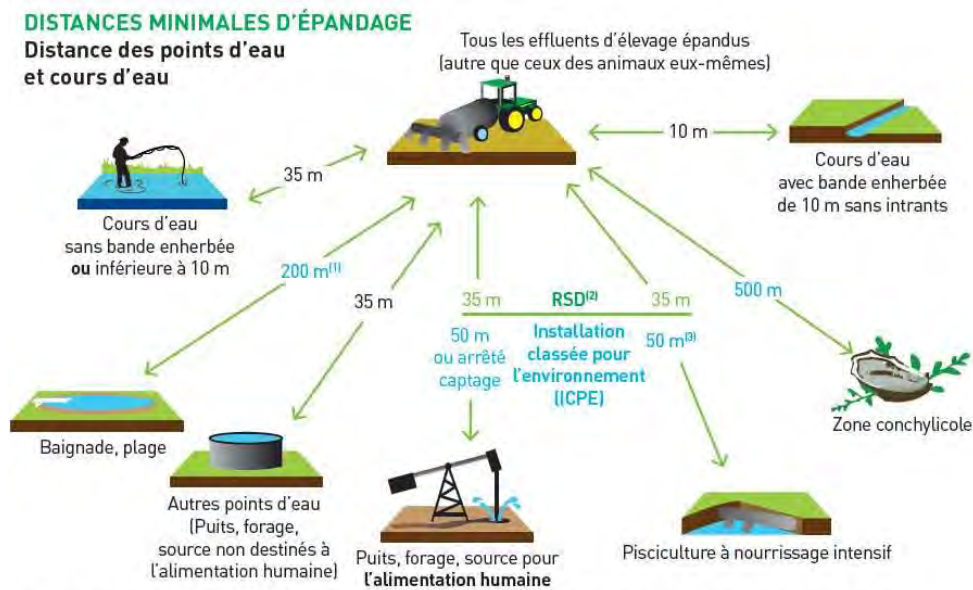 DISTANCES MINIMALES D'ÉPANDAGE
Distance des points d'eau
et cours d'eau
Tous les effluents d'élevage épandus
(autre que ceux des animaux eux-mêmes)
10 m
Cours d'eau
avec bande enherbée
de 10 m sans intrants
35 m
Cours d'eau
sans bande enherbée
ou inférieure à 10 m
200 m(1)
35 m
35 m
RSD(2)
35 m
50 m
ou arrêté
captage
Installation
classée pour
l'environnement
(ICPE)
50 m(3)
500 m
Zone conchylicole
Baignade, plage
Autres points d'eau
(Puits, forage,
source non destinés à
l'alimentation humaine)
Puits, forage, source pour
l'alimentation humaine
Pisciculture à nourrissage intensif